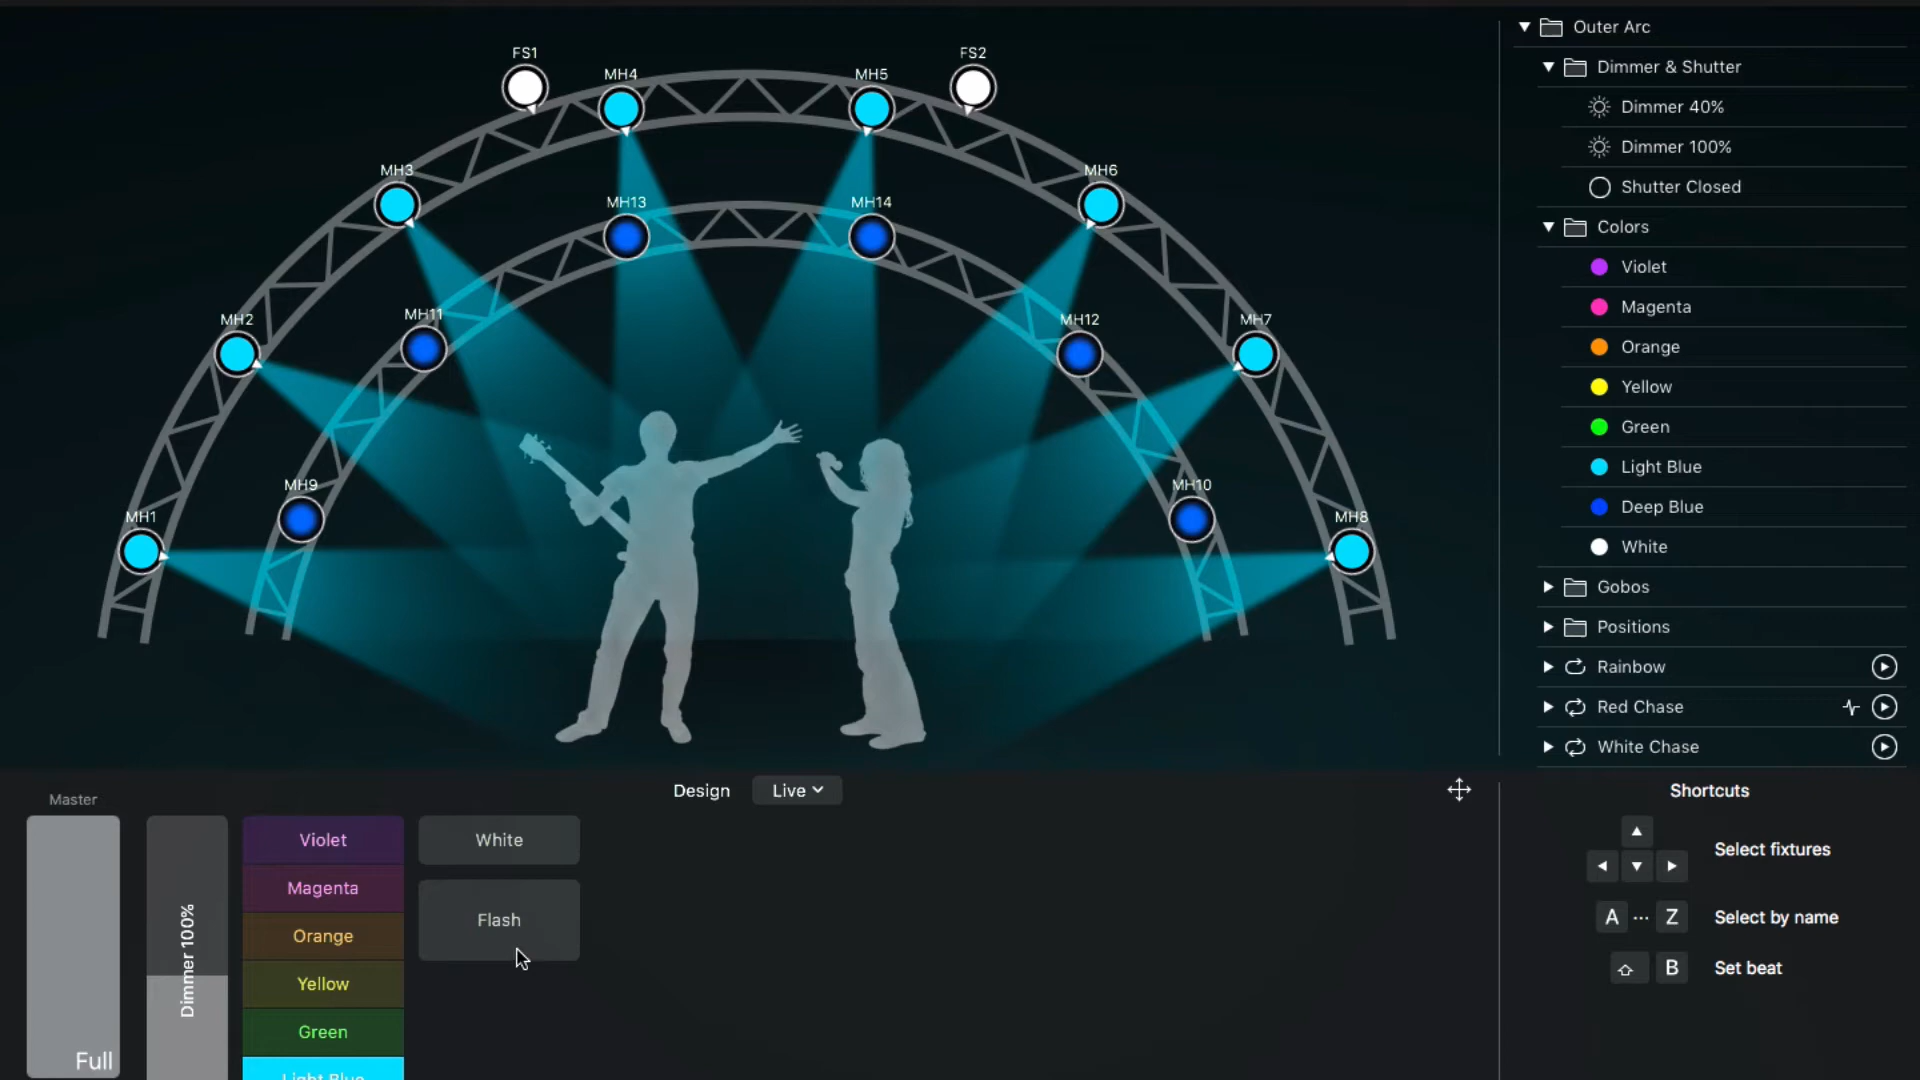 FS1
FS2
MH4
MH5
MH3
MH6
MH13
MH14
MH2
MH11
MH12
MH7
MH9
MH10
MH1
MH8
Outer Arc
Dimmer & Shutter
Dimmer 40%
Dimmer 100%
Shutter Closed
Colors
Violet
Magenta
Orange
Yellow
Green
Light Blue
Deep Blue
White
Gobos
Positions
Rainbow
Red Chase
White Chase
Design
Live
Master
Full
Dimmer 100%
Violet
Magenta
Orange
Yellow
Green
Light Blue
White
Flash
Shortcuts
Select fixtures
A ... Z Select by name
B Set beat